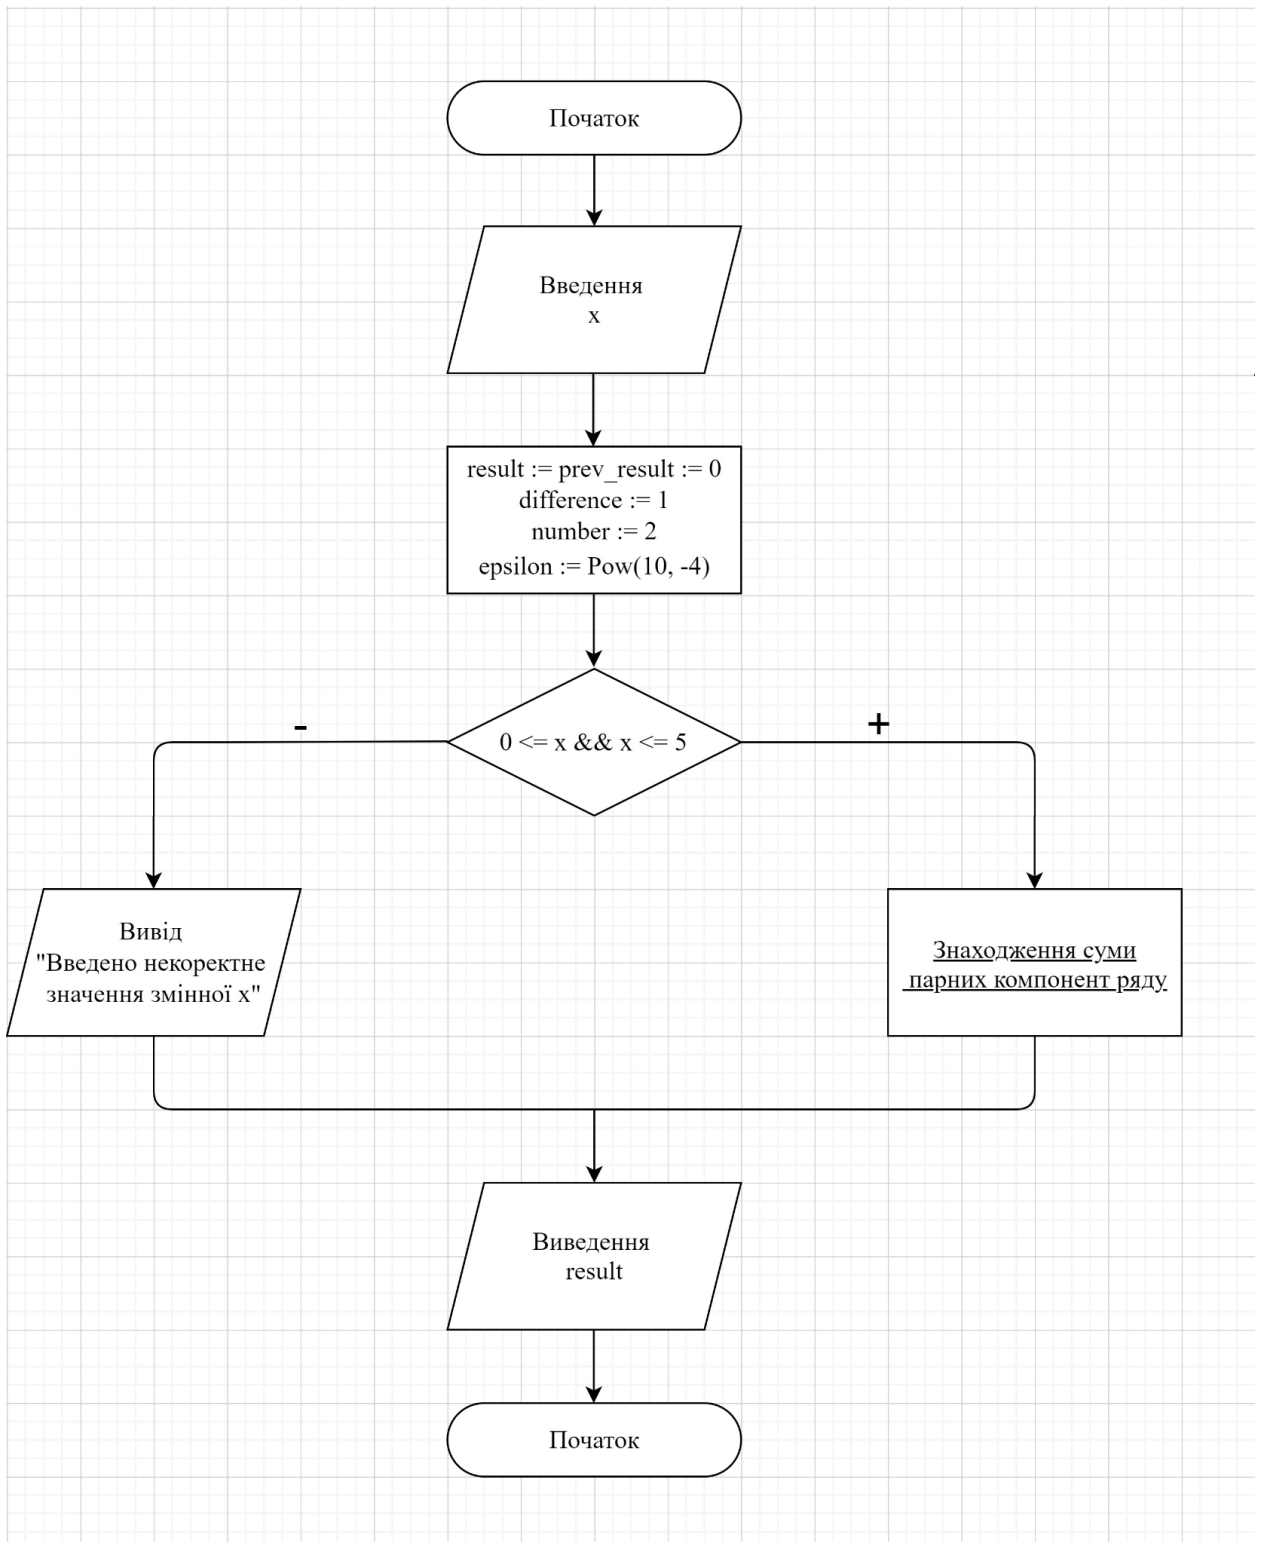 Початок
Введення
x
result := prev_result := 0
difference := 1
number := 2
epsilon := Pow(10, -4)
0 <= x && x <= 5
-
+
Вивід
"Введено некоректне
значення змінної x"
Знаходження суми
парних компонент ряду
Виведення
result
Початок